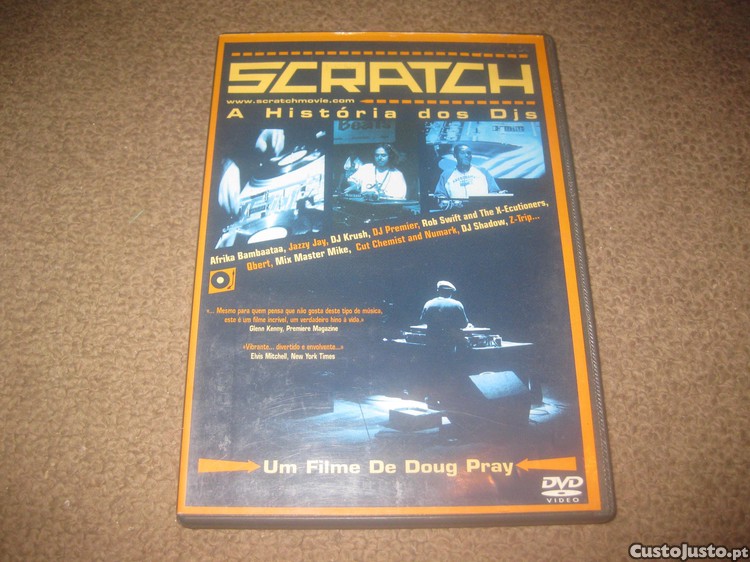 SCRATCH
www.scratchmovie.com
A História dos Djs
Beats
Afrika Bambaataa, Jazzy Jay, DJ Krush, DJ Premier, Rob Swift and The X-Ecutioners,
Qbert, Mix Master Mike, Cut Chemist and Numark, DJ Shadow, Z-Trip...
«... Mesmo para quem pensa que não gosta deste tipo de música,
este é um filme incrível, um verdadeiro hino à vida.»
Glenn Kenny, Premiere Magazine
«Vibrante... divertido e envolvente...»
Elvis Mitchell, New York Times
Um Filme De Doug Pray
DVD
VIDEO
CustoJusto.pt